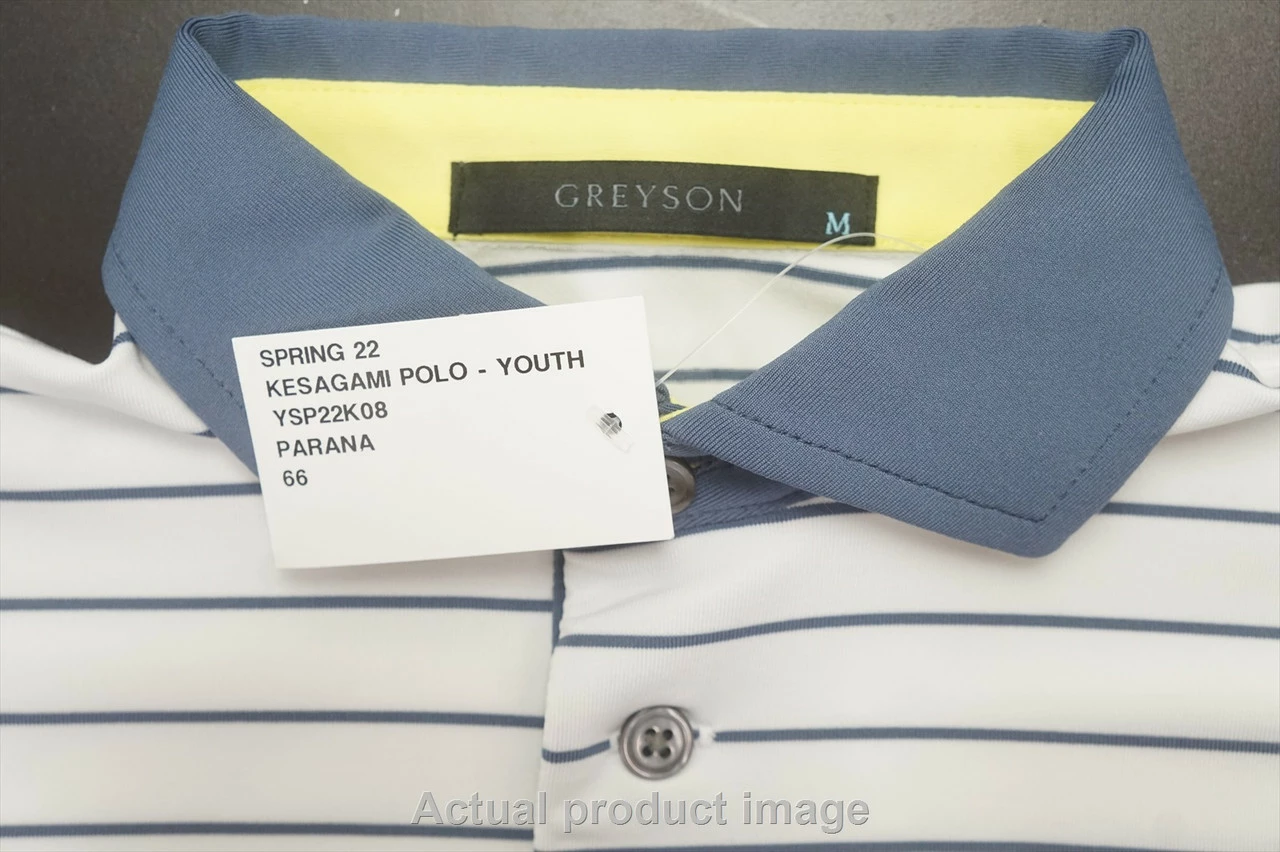 GREYSON
M
SPRING 22
KESAGAMI POLO - YOUTH
YSP22K08
PARANA
66
Actual product image